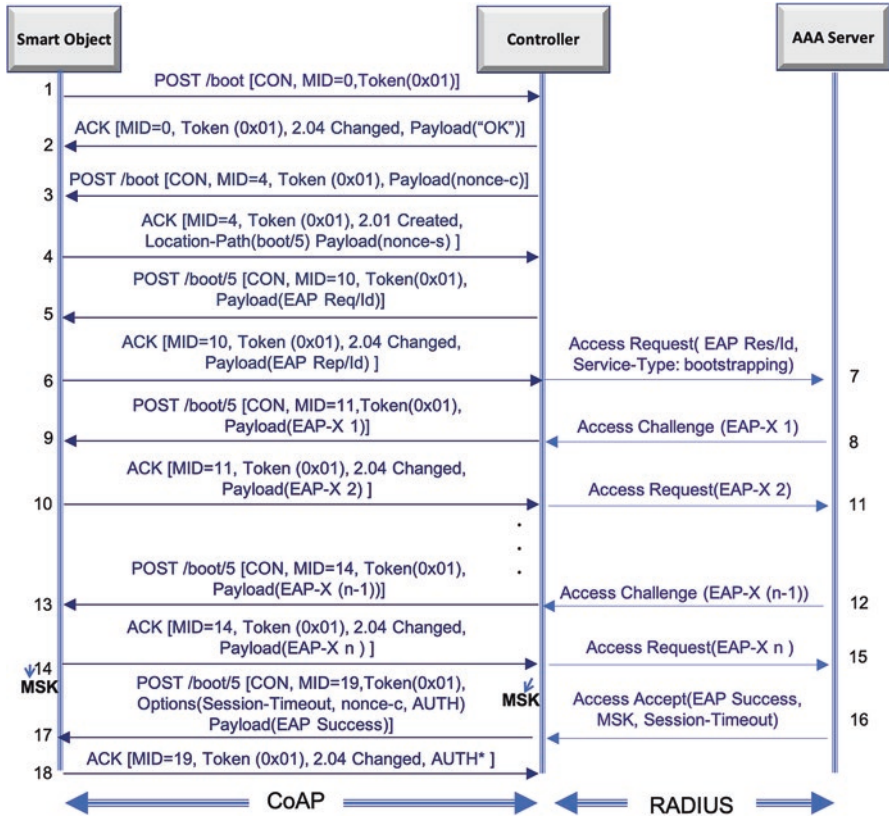 Smart Object
Controller
AAA Server
1
POST /boot [CON, MID=0,Token(0x01)]
2
ACK [MID=0, Token (0x01), 2.04 Changed, Payload(“OK”)]
3
POST /boot [CON, MID=4, Token (0x01), Payload(nonce-c)]
4
ACK [MID=4, Token (0x01), 2.01 Created,
Location-Path(boot/5) Payload(nonce-s) ]
5
POST /boot/5 [CON, MID=10, Token(0x01),
Payload(EAP Req/Id)]
6
ACK [MID=10, Token (0x01), 2.04 Changed,
Payload(EAP Rep/Id) ]
Access Request( EAP Res/Id,
Service-Type: bootstrapping)
7
POST /boot/5 [CON, MID=11,Token(0x01),
Payload(EAP-X 1)]
9
Access Challenge (EAP-X 1)
8
ACK [MID=11, Token (0x01), 2.04 Changed,
Payload(EAP-X 2) ]
10
Access Request(EAP-X 2)
11
.
.
.
POST /boot/5 [CON, MID=14, Token(0x01),
Payload(EAP-X (n-1))]
13
Access Challenge (EAP-X (n-1))
12
ACK [MID=14, Token (0x01), 2.04 Changed,
Payload(EAP-X n ) ]
14
Access Request(EAP-X n )
15
MSK
POST /boot/5 [CON, MID=19,Token(0x01),
Options(Session-Timeout, nonce-c, AUTH)
Payload(EAP Success)]
MSK
17
Access Accept(EAP Success,
MSK, Session-Timeout)
16
18
ACK [MID=19, Token (0x01), 2.04 Changed, AUTH* ]
CoAP
RADIUS